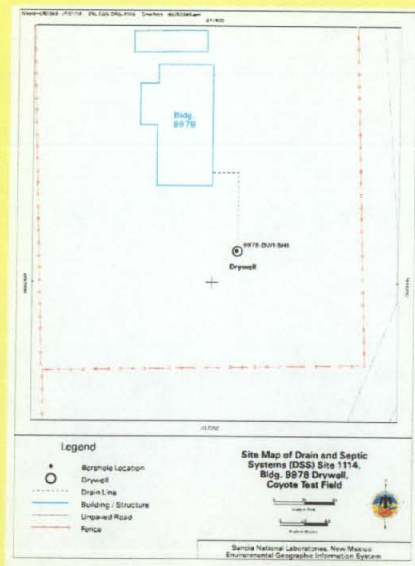 Bldg.
9978
9978-DW1-BH1
Drywell
Legend
Borehole Location
Drywell
Drain Line
Building / Structure
Unpaved Road
Fence
Site Map of Drain and Septic
Systems (DSS) Site 1114,
Bldg. 9978 Drywell,
Coyote Test Field
Sandia National Laboratories, New Mexico
Environmental Geographic Information System